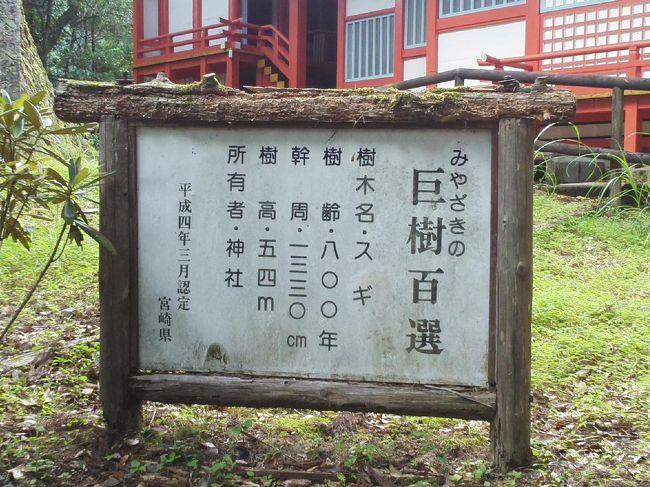 みやざきの
巨樹百選
樹木名・スギ
樹　齢・八〇〇年
幹　周・一三三〇cm
樹　高・五四m
所有者・神社
平成四年三月認定
宮崎県